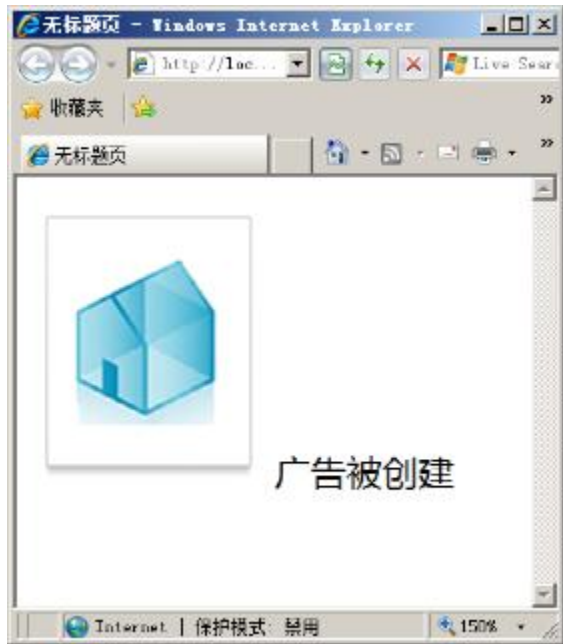 无标题页 - Windows Internet Explorer
http://loc... Live Sear
收藏夹 »
无标题页 »
广告被创建
Internet | 保护模式: 禁用 150%